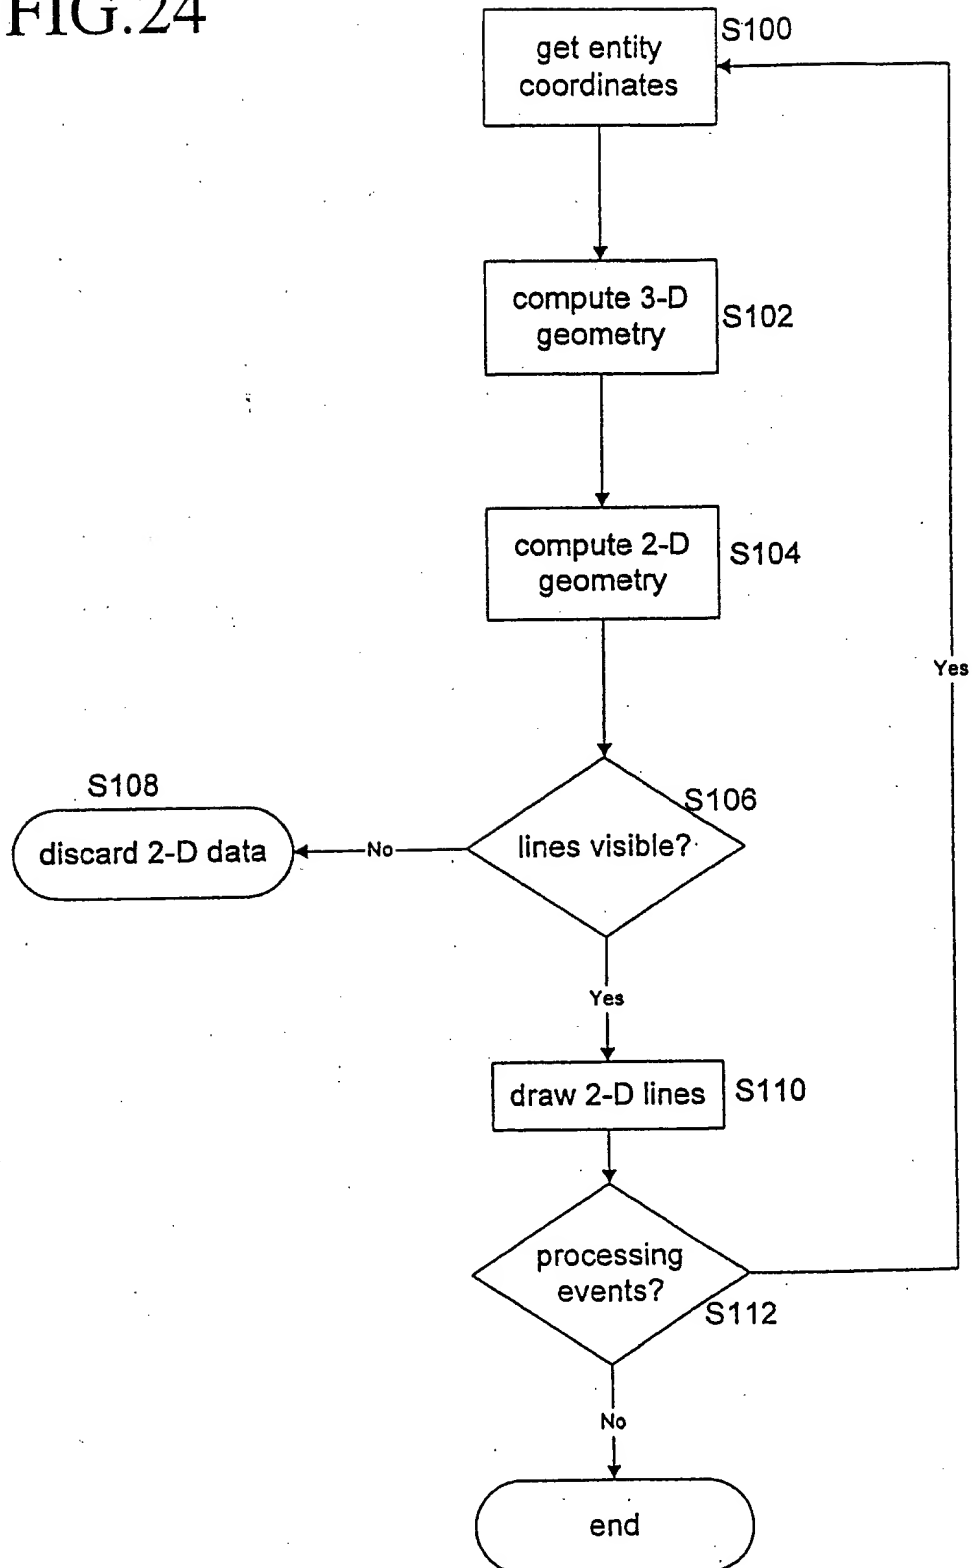 FIG.24
get entity
coordinates
S100
compute 3-D
geometry
S102
compute 2-D
geometry
S104
Yes
S108
discard 2-D data
No
lines visible?
S106
Yes
draw 2-D lines
S110
processing
events?
S112
No
end